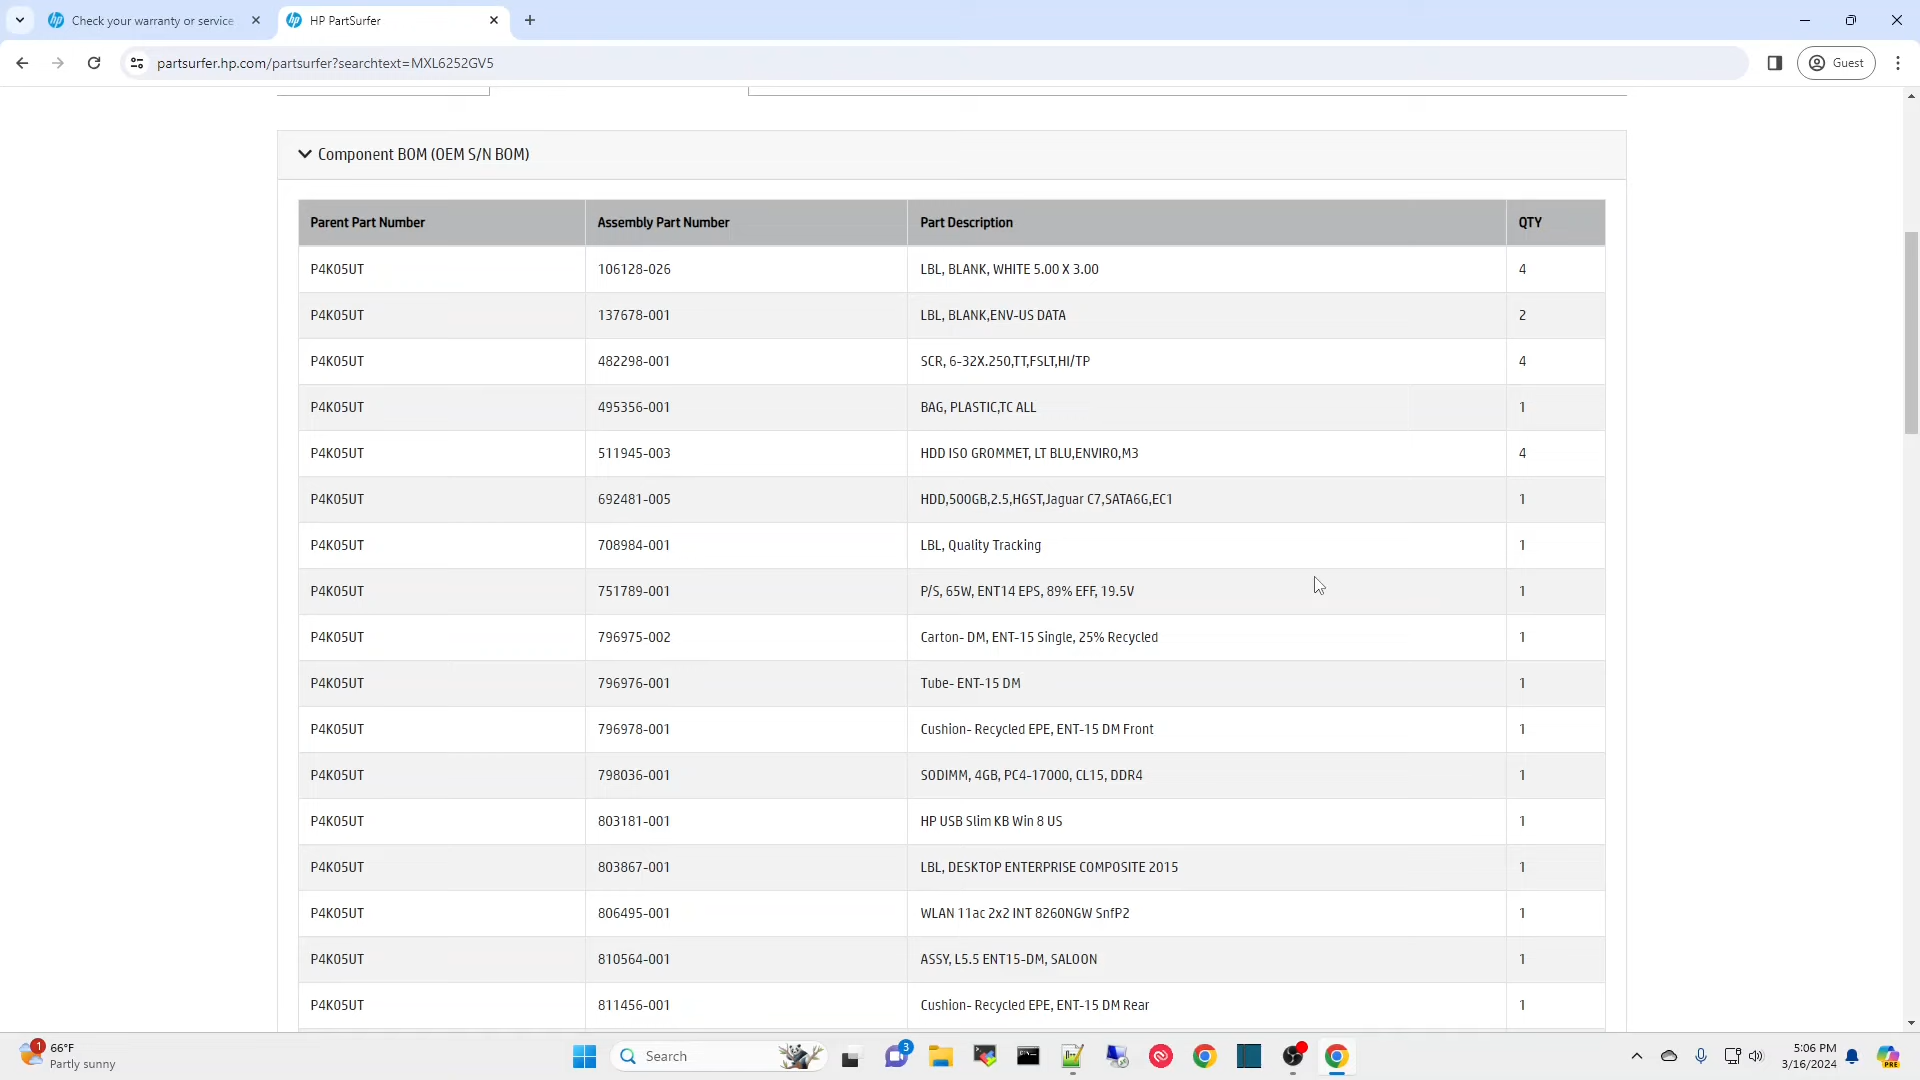 Check your warranty or service
HP PartSurfer
partsurfer.hp.com/partsurfer?searchtext=MXL6252GV5
Guest
Component BOM (OEM S/N BOM)
Parent Part Number Assembly Part Number Part Description QTY
P4K05UT 106128-026 LBL, BLANK, WHITE 5.00 X 3.00 4
P4K05UT 137678-001 LBL, BLANK,ENV-US DATA 2
P4K05UT 482298-001 SCR, 6-32X.250,TT,FSLT,HI/TP 4
P4K05UT 495356-001 BAG, PLASTIC,TC ALL 1
P4K05UT 511945-003 HDD ISO GROMMET, LT BLU,ENVIRO,M3 4
P4K05UT 692481-005 HDD,500GB,2.5,HGST,Jaguar C7,SATA6G,EC1 1
P4K05UT 708984-001 LBL, Quality Tracking 1
P4K05UT 751789-001 P/S, 65W, ENT14 EPS, 89% EFF, 19.5V 1
P4K05UT 796975-002 Carton- DM, ENT-15 Single, 25% Recycled 1
P4K05UT 796976-001 Tube- ENT-15 DM 1
P4K05UT 796978-001 Cushion- Recycled EPE, ENT-15 DM Front 1
P4K05UT 798036-001 SODIMM, 4GB, PC4-17000, CL15, DDR4 1
P4K05UT 803181-001 HP USB Slim KB Win 8 US 1
P4K05UT 803867-001 LBL, DESKTOP ENTERPRISE COMPOSITE 2015 1
P4K05UT 806495-001 WLAN 11ac 2x2 INT 8260NGW SnfP2 1
P4K05UT 810564-001 ASSY, L5.5 ENT15-DM, SALOON 1
P4K05UT 811456-001 Cushion- Recycled EPE, ENT-15 DM Rear 1
1
66°F
Partly sunny
Search
3
5:06 PM
3/16/2024
PRE